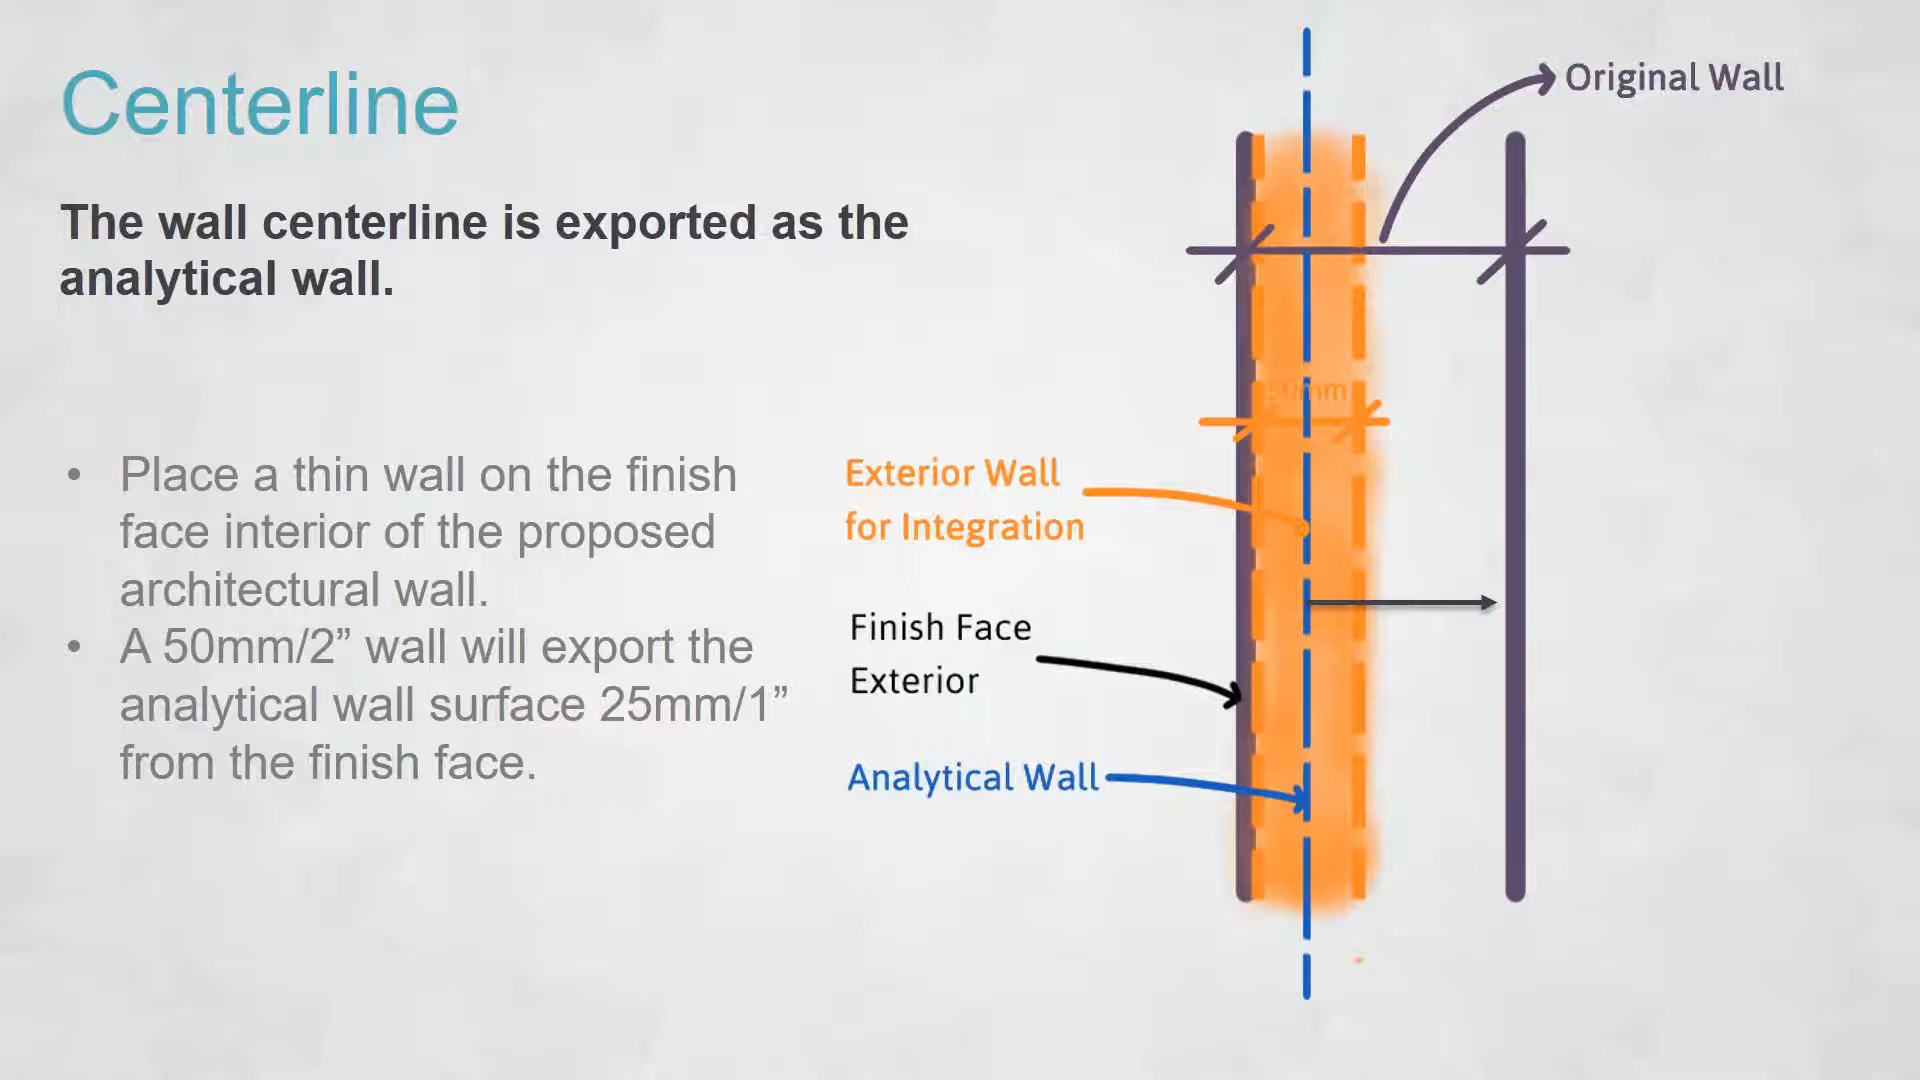 Centerline
The wall centerline is exported as the
analytical wall.
• Place a thin wall on the finish
face interior of the proposed
architectural wall.
• A 50mm/2” wall will export the
analytical wall surface 25mm/1”
from the finish face.
Original Wall
50mm
Exterior Wall
for Integration
Finish Face
Exterior
Analytical Wall